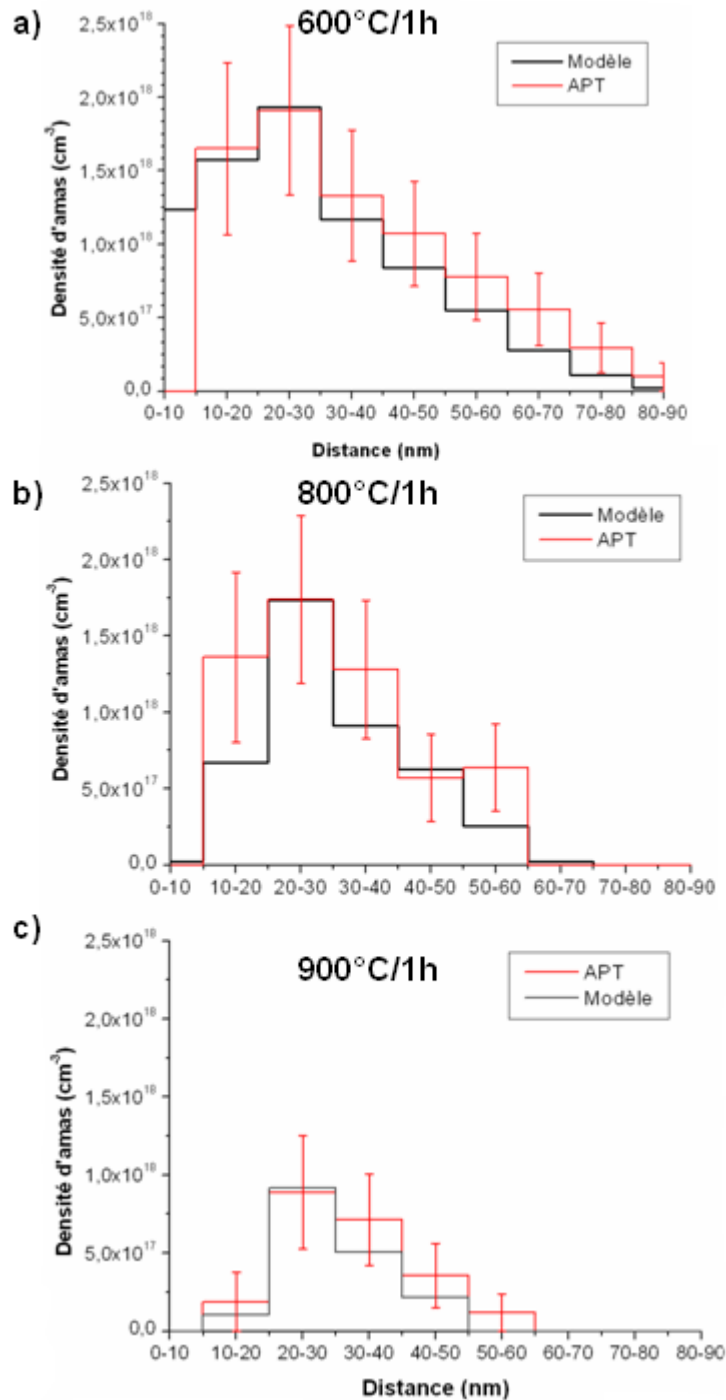 a)
600°C/1h
Modèle
APT
Densité d'amas (cm⁻³)
2,5x10¹⁸
2,0x10¹⁸
1,5x10¹⁸
1,0x10¹⁸
5,0x10¹⁷
0,0
0-10 10-20 20-30 30-40 40-50 50-60 60-70 70-80 80-90
Distance (nm)
b)
800°C/1h
Modèle
APT
Densité d'amas (cm⁻³)
2,5x10¹⁸
2,0x10¹⁸
1,5x10¹⁸
1,0x10¹⁸
5,0x10¹⁷
0,0
0-10 10-20 20-30 30-40 40-50 50-60 60-70 70-80 80-90
c)
900°C/1h
APT
Modèle
Densité d'amas (cm⁻³)
2,5x10¹⁸
2,0x10¹⁸
1,5x10¹⁸
1,0x10¹⁸
5,0x10¹⁷
0,0
0-10 10-20 20-30 30-40 40-50 50-60 60-70 70-80 80-90
Distance (nm)